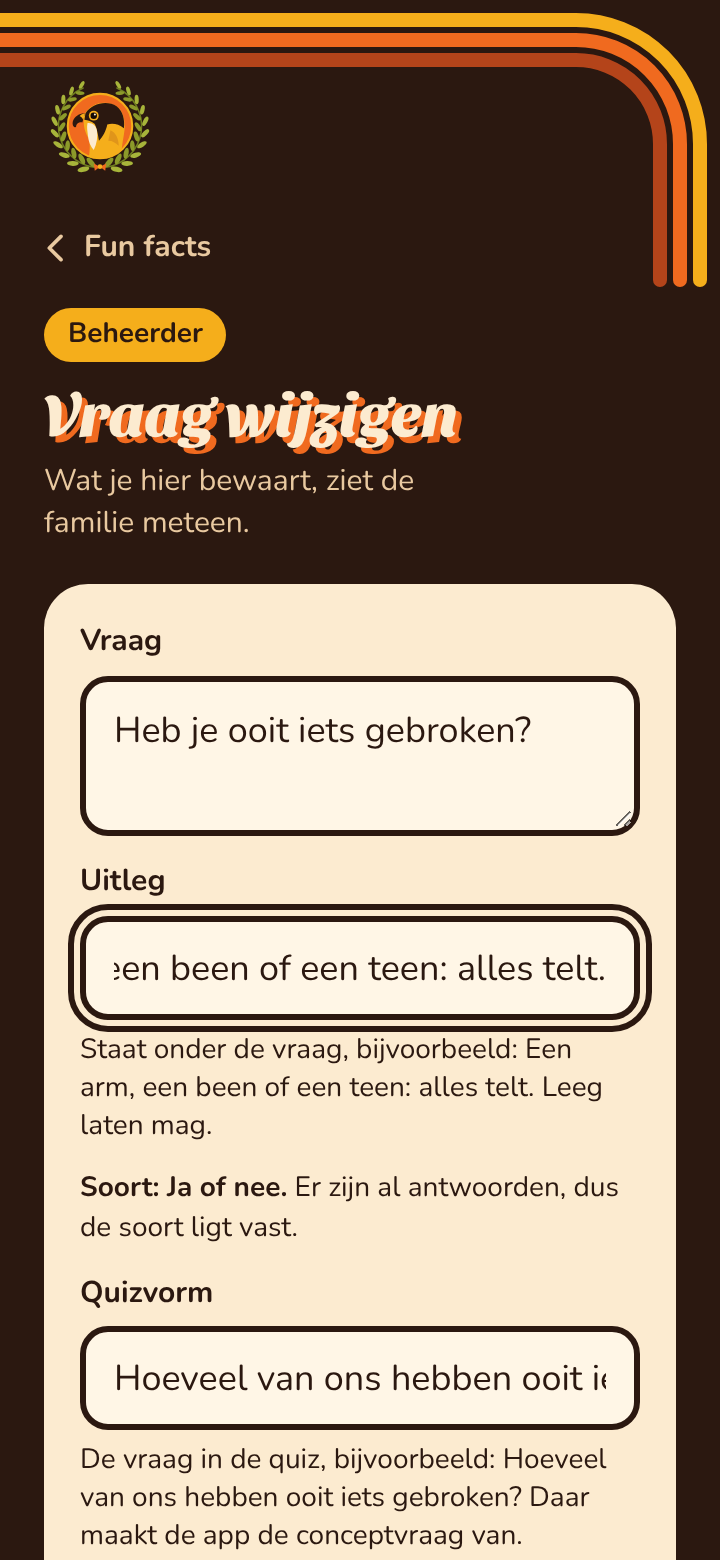 Fun facts
Beheerder
Vraag wijzigen
Wat je hier bewaart, ziet de
familie meteen.
Vraag
Heb je ooit iets gebroken?
Uitleg
een been of een teen: alles telt.
Staat onder de vraag, bijvoorbeeld: Een
arm, een been of een teen: alles telt. Leeg
laten mag.
Soort: Ja of nee. Er zijn al antwoorden, dus
de soort ligt vast.
Quizvorm
Hoeveel van ons hebben ooit
De vraag in de quiz, bijvoorbeeld: Hoeveel
van ons hebben ooit iets gebroken? Daar
maakt de app de conceptvraag van.